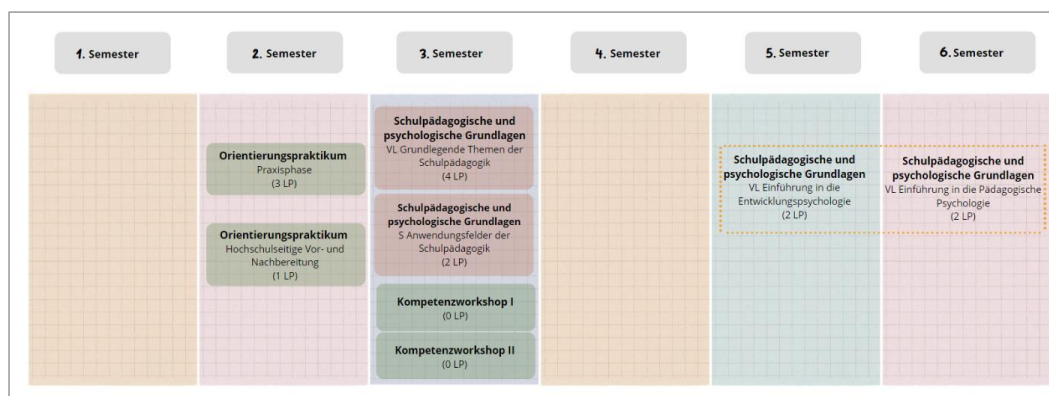 1. Semester
2. Semester
3. Semester
4. Semester
5. Semester
6. Semester
Orientierungspraktikum
Praxisphase
(3 LP)
Orientierungspraktikum
Hochschulseitige Vor- und
Nachbereitung
(1 LP)
Schulpädagogische und
psychologische Grundlagen
VL Grundlegende Themen der
Schulpädagogik
(4 LP)
Schulpädagogische und
psychologische Grundlagen
S Anwendungsfelder der
Schulpädagogik
(2 LP)
Kompetenzworkshop I
(0 LP)
Kompetenzworkshop II
(0 LP)
Schulpädagogische und
psychologische Grundlagen
VL Einführung in die
Entwicklungspsychologie
(2 LP)
Schulpädagogische und
psychologische Grundlagen
VL Einführung in die Pädagogische
Psychologie
(2 LP)